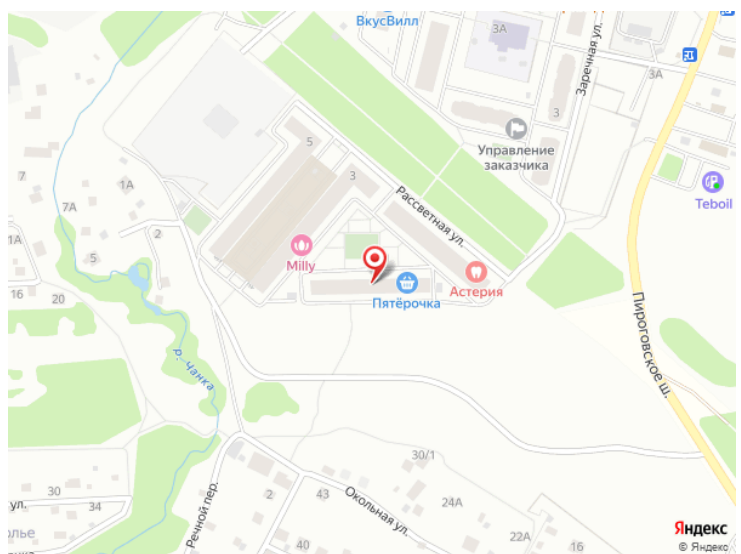 ВкусВилл
3А
Заречная ул.
3А
3
Управление
заказчика
Teboil
5
3
7
1А
7А
Рассветная ул.
2
1А
5
Milly
16
20
Пятёрочка
Астерия
Пироговское ш.
р. Чанка
30/1
30
34
ул.
Речной пер.
2
43
Окольная ул.
24А
40
22А
16
Яндекс
© Яндекс